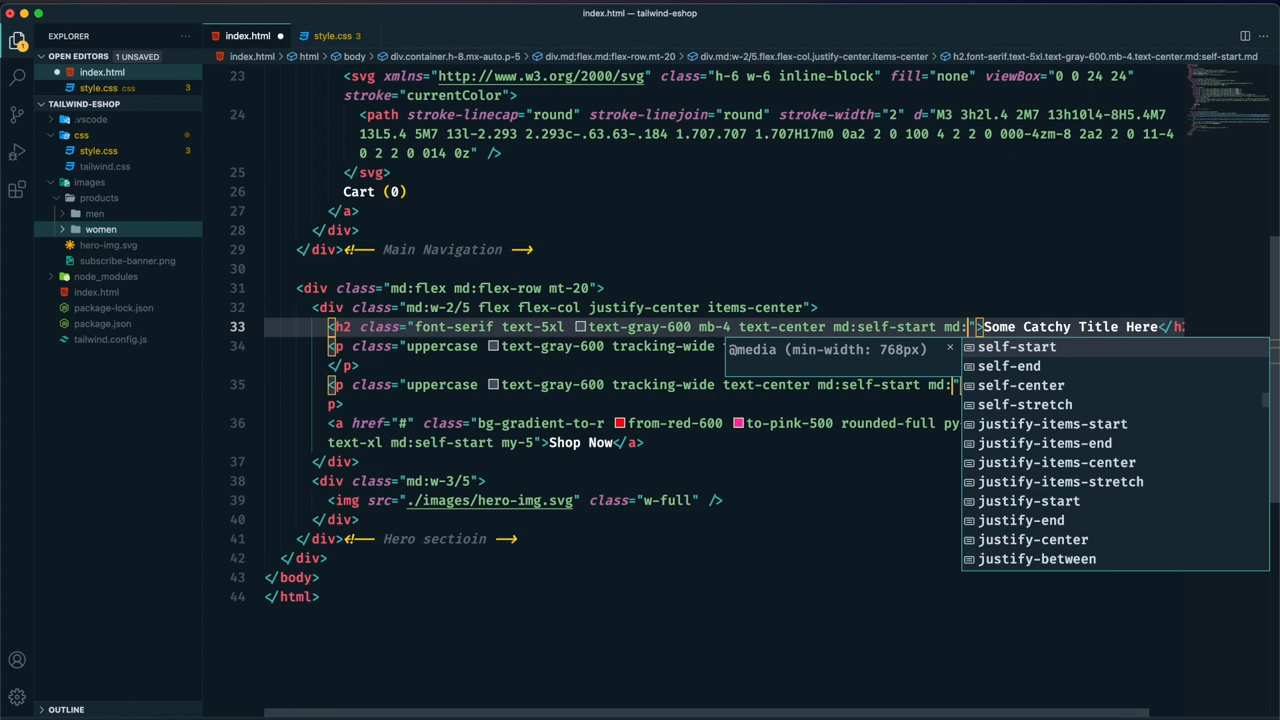 index.html — tailwind-eshop
EXPLORER
index.html
style.css 3
OPEN EDITORS 1 UNSAVED
index.html
style.css 3
TAILWIND-ESHOP
.vscode
css
style.css 3
tailwind.css
images
products
men
women
hero-img.svg
subscribe-banner.png
node_modules
index.html
package-lock.json
package.json
tailwind.config.js
OUTLINE
1
index.html > html > body > div.container.h-8.mx-auto.p-5 > div.md:flex.md:flex-row.mt-20 > div.md:w-2/5.flex.flex-col.justify-center.items-center > h2.font-serif.text-5xl.text-gray-600.mb-4.text-center.md:self-start.md
23 <svg xmlns="http://www.w3.org/2000/svg" class="h-6 w-6 inline-block" fill="none" viewBox="0 0 24 24"
stroke="currentColor">
24 <path stroke-linecap="round" stroke-linejoin="round" stroke-width="2" d="M3 3h2l.4 2M7 13h10l4-8H5.4M7
13L5.4 5M7 13l-2.293 2.293c-.63.63-.184 1.707.707 1.707H17m0 0a2 2 0 100 4 2 2 0 000-4zm-8 2a2 2 0 11-4
0 2 2 0 014 0z" />
25 </svg>
26 Cart (0)
27 </a>
28 </div>
29 </div><!-- Main Navigation -->
30
31 <div class="md:flex md:flex-row mt-20">
32 <div class="md:w-2/5 flex flex-col justify-center items-center">
33 <h2 class="font-serif text-5xl text-gray-600 mb-4 text-center md:self-start md:">Some Catchy Title Here</h2
34 <p class="uppercase text-gray-600 tracking-wide
</p>
35 <p class="uppercase text-gray-600 tracking-wide text-center md:self-start md:"
p>
36 <a href="#" class="bg-gradient-to-r from-red-600 to-pink-500 rounded-full py
text-xl md:self-start my-5">Shop Now</a>
37 </div>
38 <div class="md:w-3/5">
39 <img src="./images/hero-img.svg" class="w-full" />
40 </div>
41 </div><!-- Hero sectioin -->
42 </div>
43 </body>
44 </html>
@media (min-width: 768px)
self-start
self-end
self-center
self-stretch
justify-items-start
justify-items-end
justify-items-center
justify-items-stretch
justify-start
justify-end
justify-center
justify-between